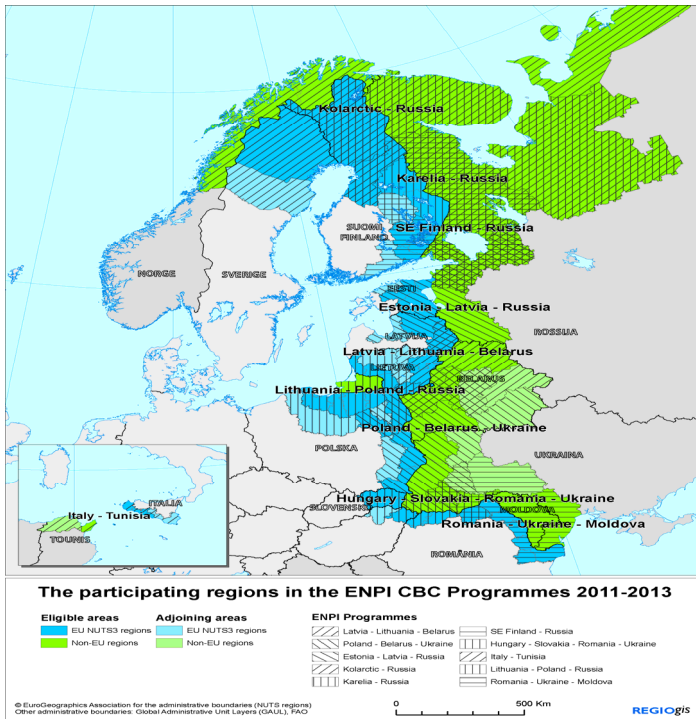 Kolarctic - Russia
Karelia - Russia
SUOMI
FINLAND
SE Finland - Russia
NORGE
SVERIGE
EESTI
Estonia - Latvia - Russia
ROSSIJA
LATVIJA
Latvia - Lithuania - Belarus
LIETUVA
BELARUS
Lithuania - Poland - Russia
Poland - Belarus - Ukraine
POLSKA
UKRAINA
Hungary - Slovakia - Romania - Ukraine
SLOVENSKO
MOLDOVA
Romania - Ukraine - Moldova
ROMÂNIA
ITALIA
Italy - Tunisia
TOUNIS
The participating regions in the ENPI CBC Programmes 2011-2013
Eligible areas
EU NUTS3 regions
Non-EU regions
Adjoining areas
EU NUTS3 regions
Non-EU regions
ENPI Programmes
Latvia - Lithuania - Belarus
Poland - Belarus - Ukraine
Estonia - Latvia - Russia
Kolarctic - Russia
Karelia - Russia
SE Finland - Russia
Hungary - Slovakia - Romania - Ukraine
Italy - Tunisia
Lithuania - Poland - Russia
Romania - Ukraine - Moldova
© EuroGeographics Association for the administrative boundaries (NUTS regions)
Other administrative boundaries: Global Administrative Unit Layers (GAUL), FAO
0 500 Km
REGIOgis